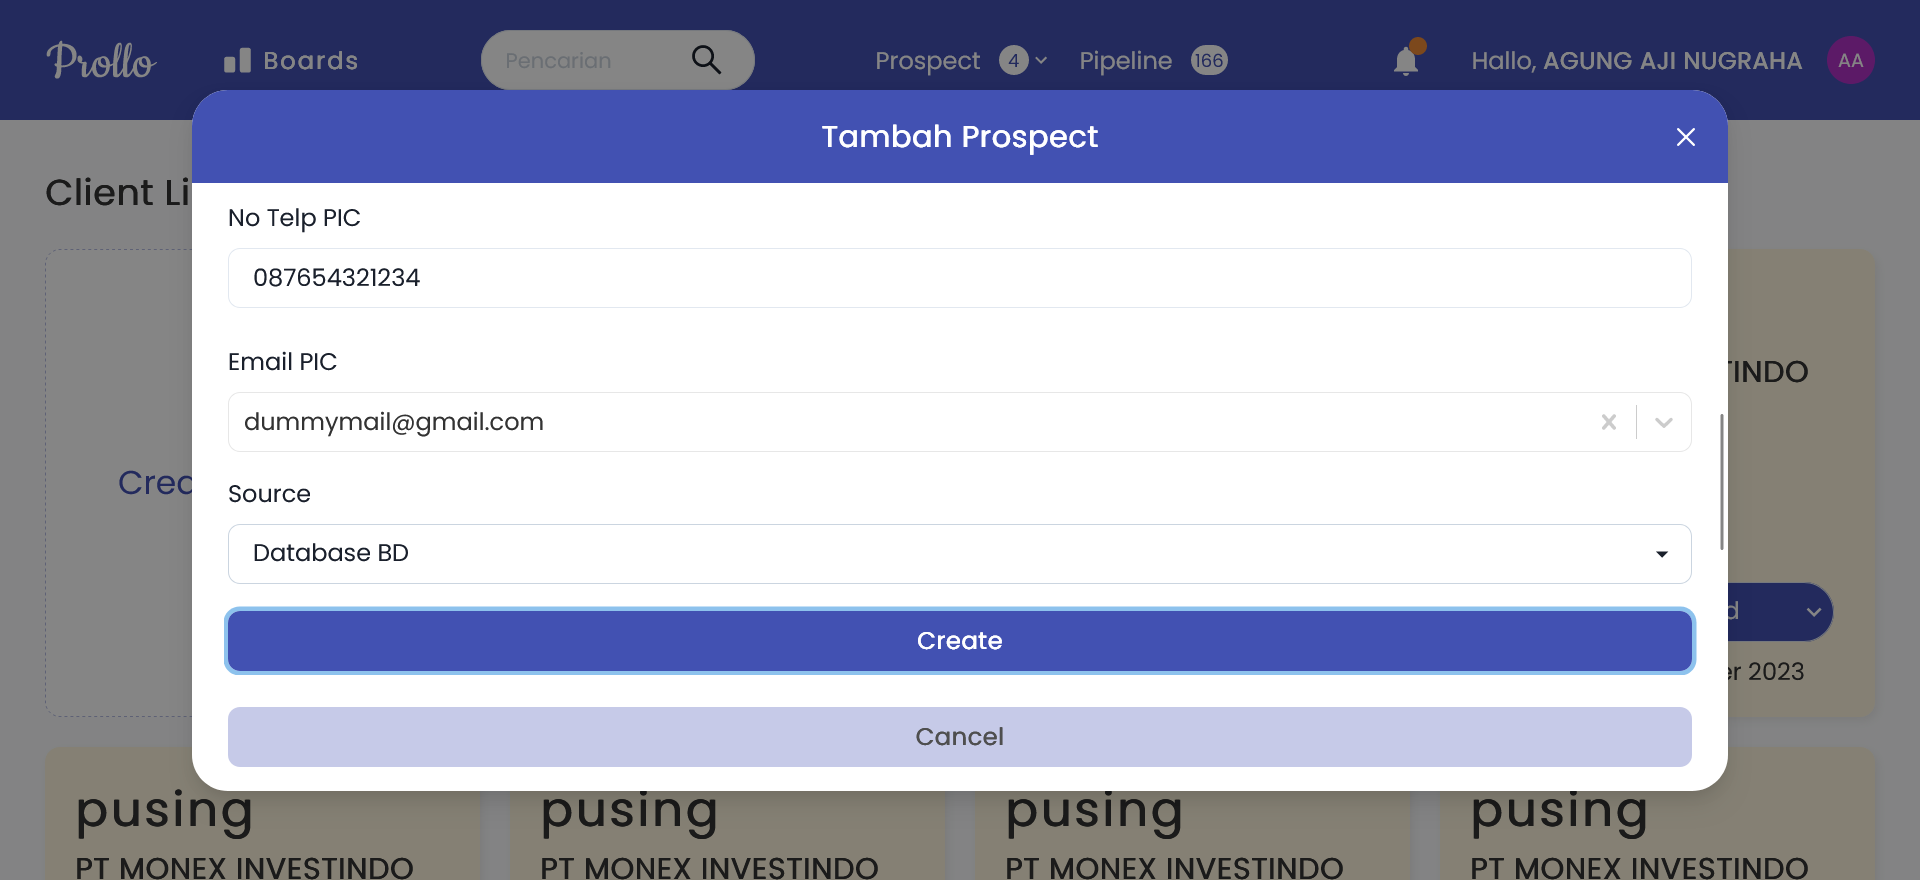 Prollo
Boards
Pencarian
Prospect 4
Pipeline 166
Hallo, AGUNG AJI NUGRAHA
AA
Tambah Prospect
Client Li
No Telp PIC
087654321234
Email PIC
dummymail@gmail.com
Source
Database BD
Create
Cancel
Crea
TINDO
d
er 2023
pusing
PT MONEX INVESTINDO
pusing
PT MONEX INVESTINDO
pusing
PT MONEX INVESTINDO
pusing
PT MONEX INVESTINDO